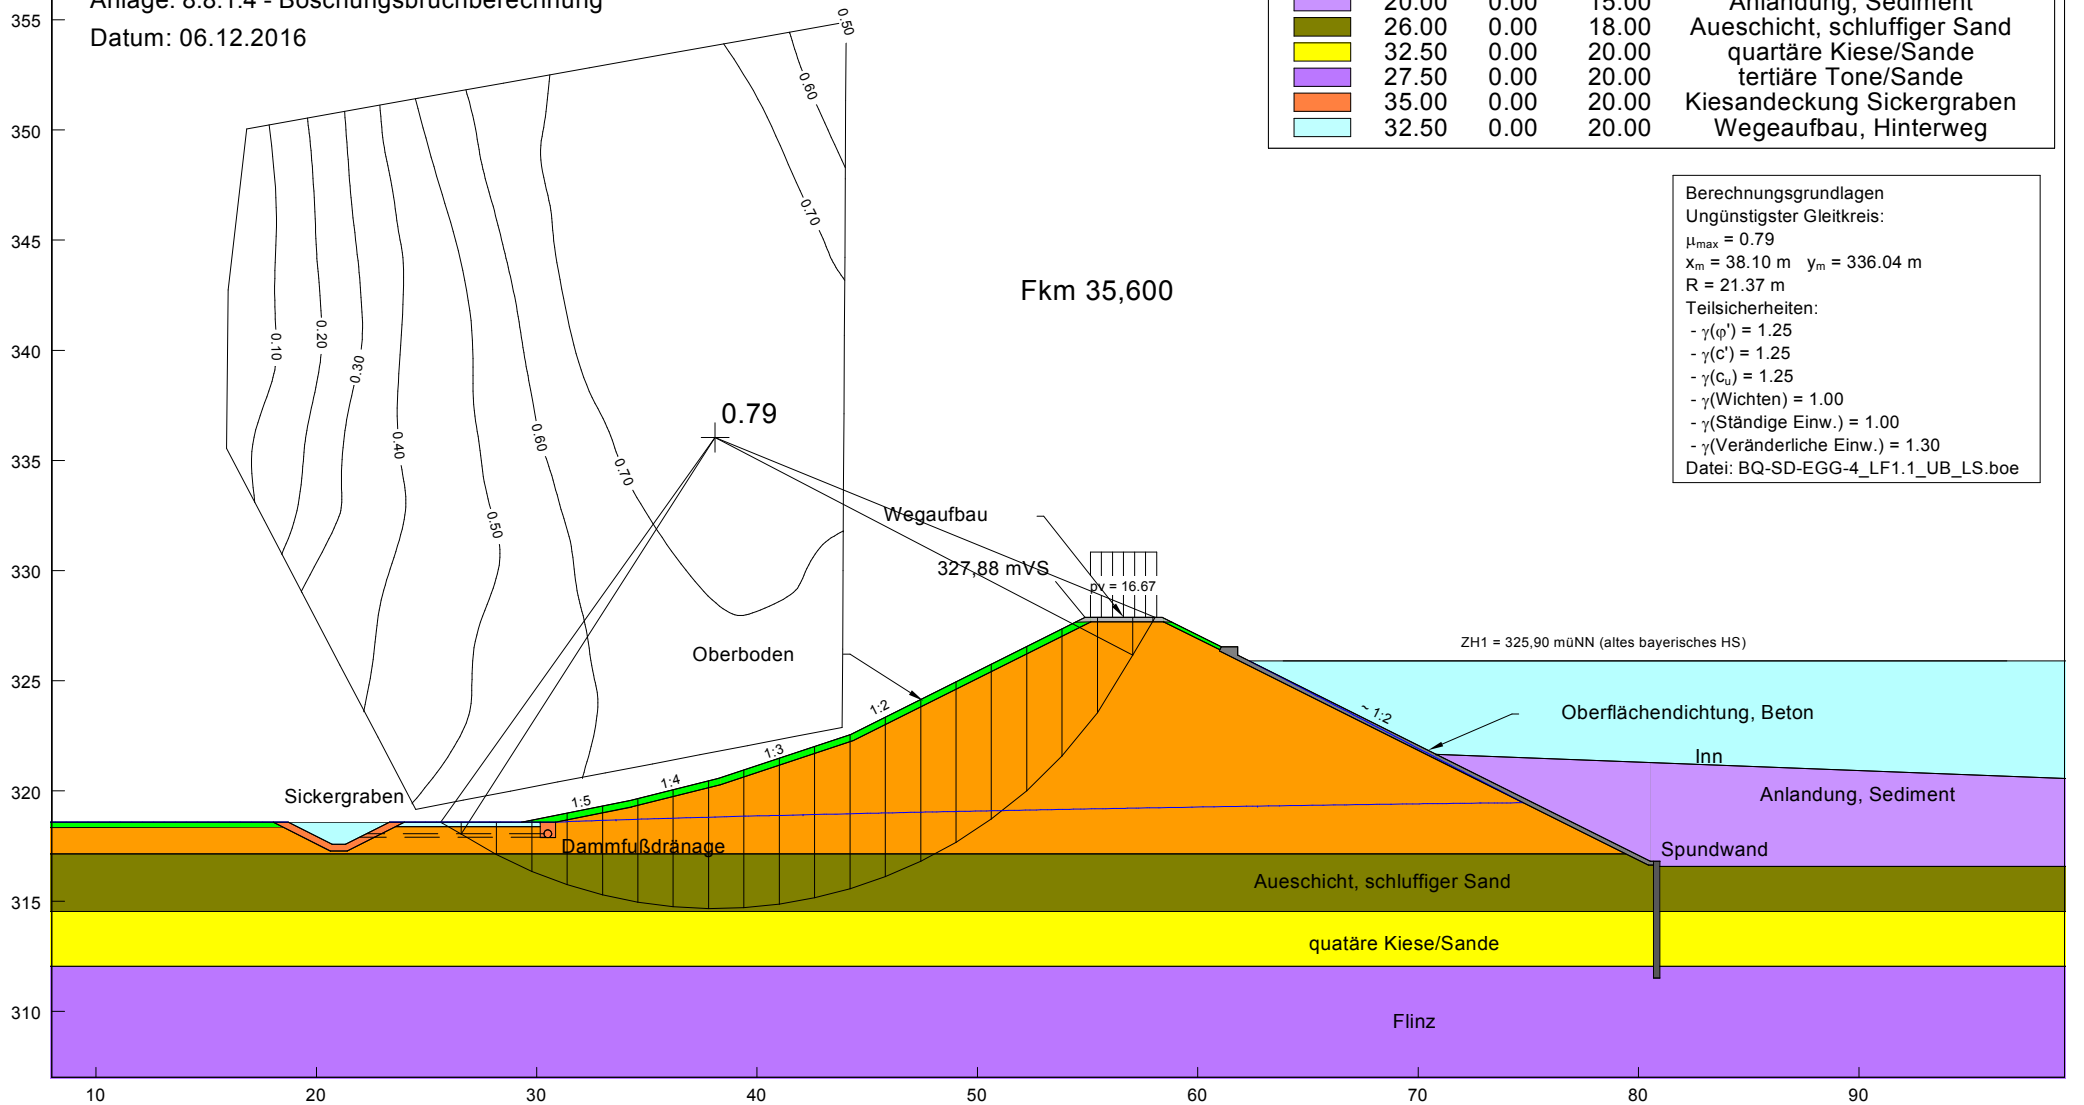 Anlage: 8.8.1.4 - Böschungsbruchberechnung
Datum: 06.12.2016
20.00 0.00 15.00 Anlandung, Sediment
26.00 0.00 18.00 Aueschicht, schluffiger Sand
32.50 0.00 20.00 quartäre Kiese/Sande
27.50 0.00 20.00 tertiäre Tone/Sande
35.00 0.00 20.00 Kiesandeckung Sickergraben
32.50 0.00 20.00 Wegeaufbau, Hinterweg
Berechnungsgrundlagen
Ungünstigster Gleitkreis:
μmax = 0.79
xm = 38.10 m ym = 336.04 m
R = 21.37 m
Teilsicherheiten:
- γ(φ') = 1.25
- γ(c') = 1.25
- γ(cu) = 1.25
- γ(Wichten) = 1.00
- γ(Ständige Einw.) = 1.00
- γ(Veränderliche Einw.) = 1.30
Datei: BQ-SD-EGG-4_LF1.1_UB_LS.boe
Fkm 35,600
355
350
345
340
335
330
325
320
315
310
0.50
0.60
0.70
0.10
0.20
0.30
0.40
0.50
0.60
0.70
0.79
Wegaufbau
327,88 mVS
pv = 16.67
ZH1 = 325,90 müNN (altes bayerisches HS)
Oberboden
1:2
~ 1:2
Oberflächendichtung, Beton
1:3
Inn
1:4
Sickergraben
1:5
Anlandung, Sediment
Dammfußdränage
Spundwand
Aueschicht, schluffiger Sand
quatäre Kiese/Sande
Flinz
10 20 30 40 50 60 70 80 90